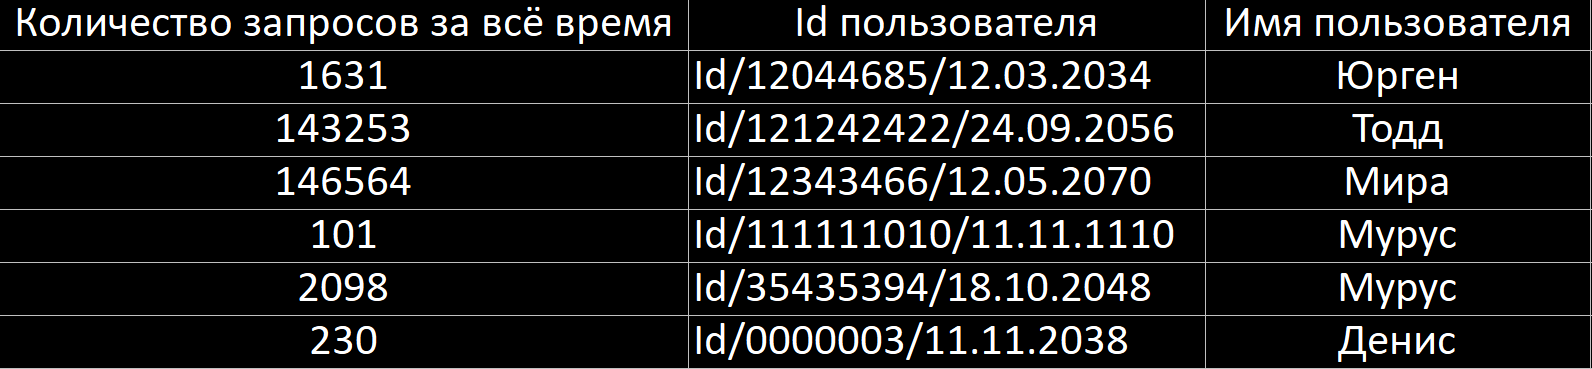 Количество запросов за всё время Id пользователя Имя пользователя
1631 Id/12044685/12.03.2034 Юрген
143253 Id/121242422/24.09.2056 Тодд
146564 Id/12343466/12.05.2070 Мира
101 Id/111111010/11.11.1110 Мурус
2098 Id/35435394/18.10.2048 Мурус
230 Id/0000003/11.11.2038 Денис